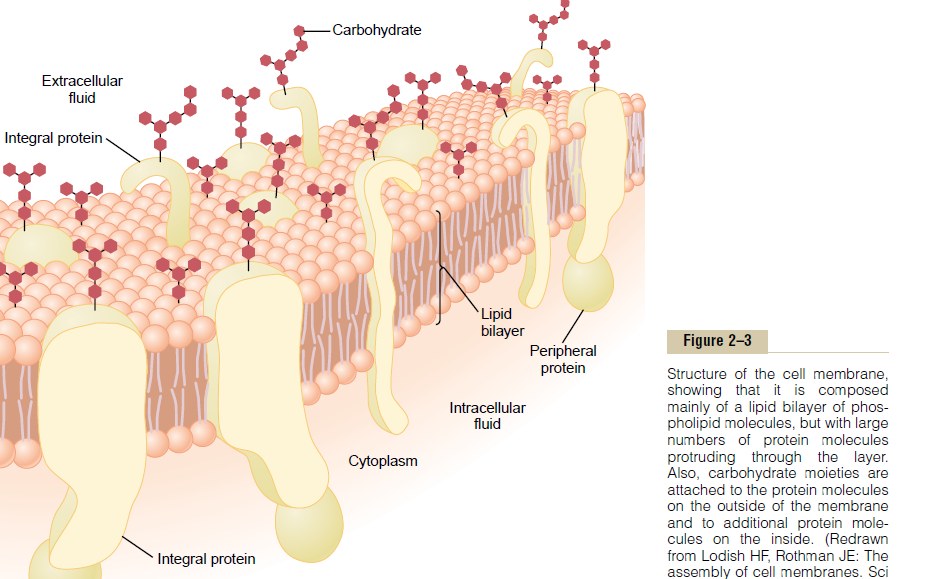 Carbohydrate
Extracellular
fluid
Integral protein
Lipid
bilayer
Peripheral
protein
Intracellular
fluid
Cytoplasm
Integral protein
Figure 2–3
Structure of the cell membrane,
showing that it is composed
mainly of a lipid bilayer of phos-
pholipid molecules, but with large
numbers of protein molecules
protruding through the layer.
Also, carbohydrate moieties are
attached to the protein molecules
on the outside of the membrane
and to additional protein mole-
cules on the inside. (Redrawn
from Lodish HF, Rothman JE: The
assembly of cell membranes. Sci